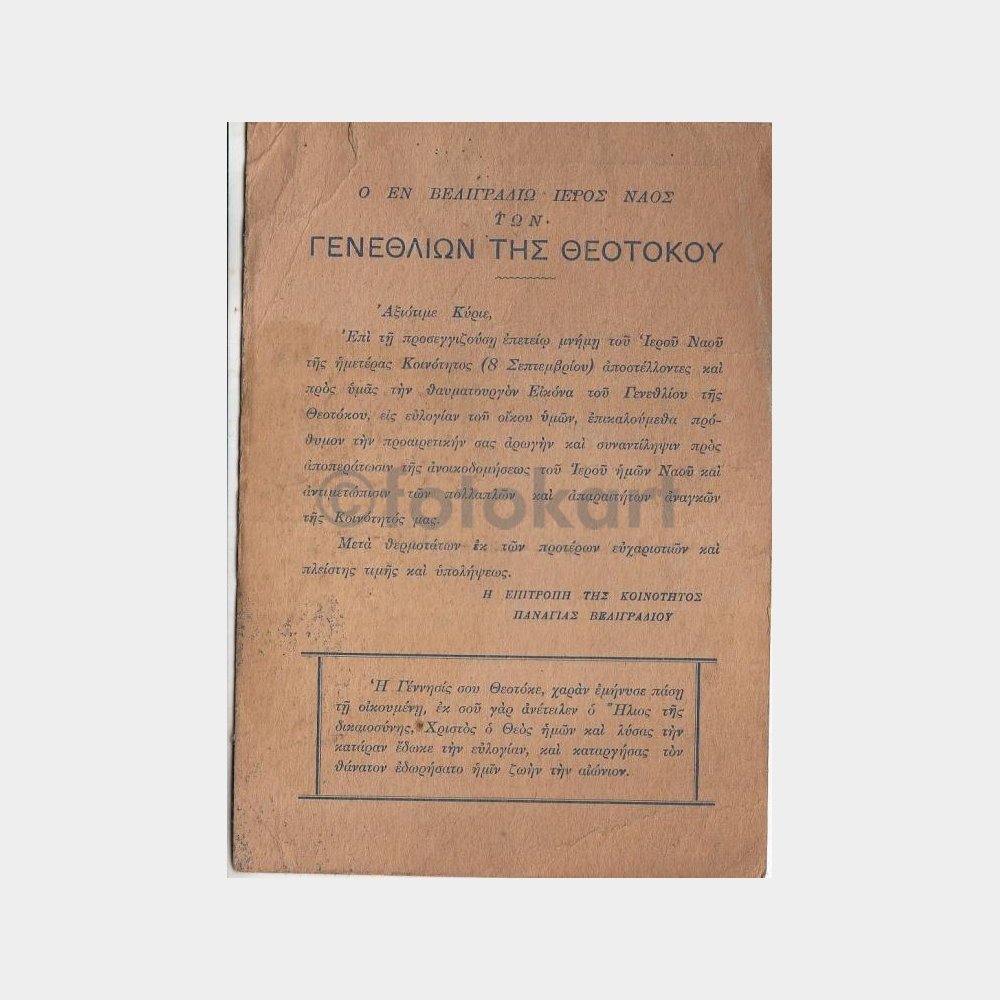 Ο ΕΝ ΒΕΛΙΓΡΑΔΙΩ ΙΕΡΟΣ ΝΑΟΣ
ΤΩΝ
ΓΕΝΕΘΛΙΩΝ ΤΗΣ ΘΕΟΤΟΚΟΥ
Ἀξιότιμε Κύριε,
Ἐπὶ τῇ προσεγγιζούσῃ ἐπετείῳ μνήμῃ τοῦ Ἱεροῦ Ναοῦ
τῆς ἡμετέρας Κοινότητος (8 Σεπτεμβρίου) ἀποστέλλοντες καὶ
πρὸς ὑμᾶς τὴν θαυματουργὸν Εἰκόνα τοῦ Γενεθλίου τῆς
Θεοτόκου, εἰς εὐλογίαν τοῦ οἴκου ὑμῶν, ἐπικαλούμεθα πρό-
θυμον τὴν προαιρετικήν σας ἀρωγὴν καὶ συναντίληψιν πρὸς
ἀποπεράτωσιν τῆς ἀνοικοδομήσεως τοῦ Ἱεροῦ ἡμῶν Ναοῦ καὶ
ἀντιμετώπισιν τῶν πολλαπλῶν καὶ ἀπαραιτήτων ἀναγκῶν
τῆς Κοινότητός μας.
Μετὰ θερμοτάτων ἐκ τῶν προτέρων εὐχαριστιῶν καὶ
πλείστης τιμῆς καὶ ὑπολήψεως.
Η ΕΠΙΤΡΟΠΗ ΤΗΣ ΚΟΙΝΟΤΗΤΟΣ
ΠΑΝΑΓΙΑΣ ΒΕΛΙΓΡΑΔΙΟΥ
Ἡ Γέννησίς σου Θεοτόκε, χαρὰν ἐμήνυσε πάσῃ
τῇ οἰκουμένῃ, ἐκ σοῦ γὰρ ἀνέτειλεν ὁ Ἥλιος τῆς
δικαιοσύνης, Χριστὸς ὁ Θεὸς ἡμῶν καὶ λύσας τὴν
κατάραν ἔδωκε τὴν εὐλογίαν, καὶ καταργήσας τὸν
θάνατον ἐδωρήσατο ἡμῖν ζωὴν τὴν αἰώνιον.
©fotokart